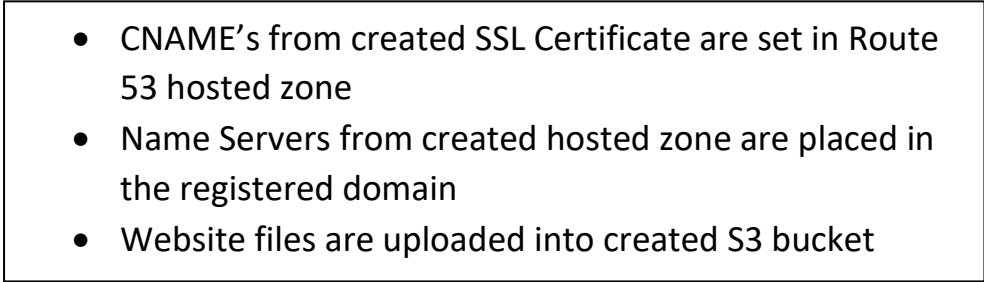 • CNAME’s from created SSL Certificate are set in Route
53 hosted zone
• Name Servers from created hosted zone are placed in
the registered domain
• Website files are uploaded into created S3 bucket